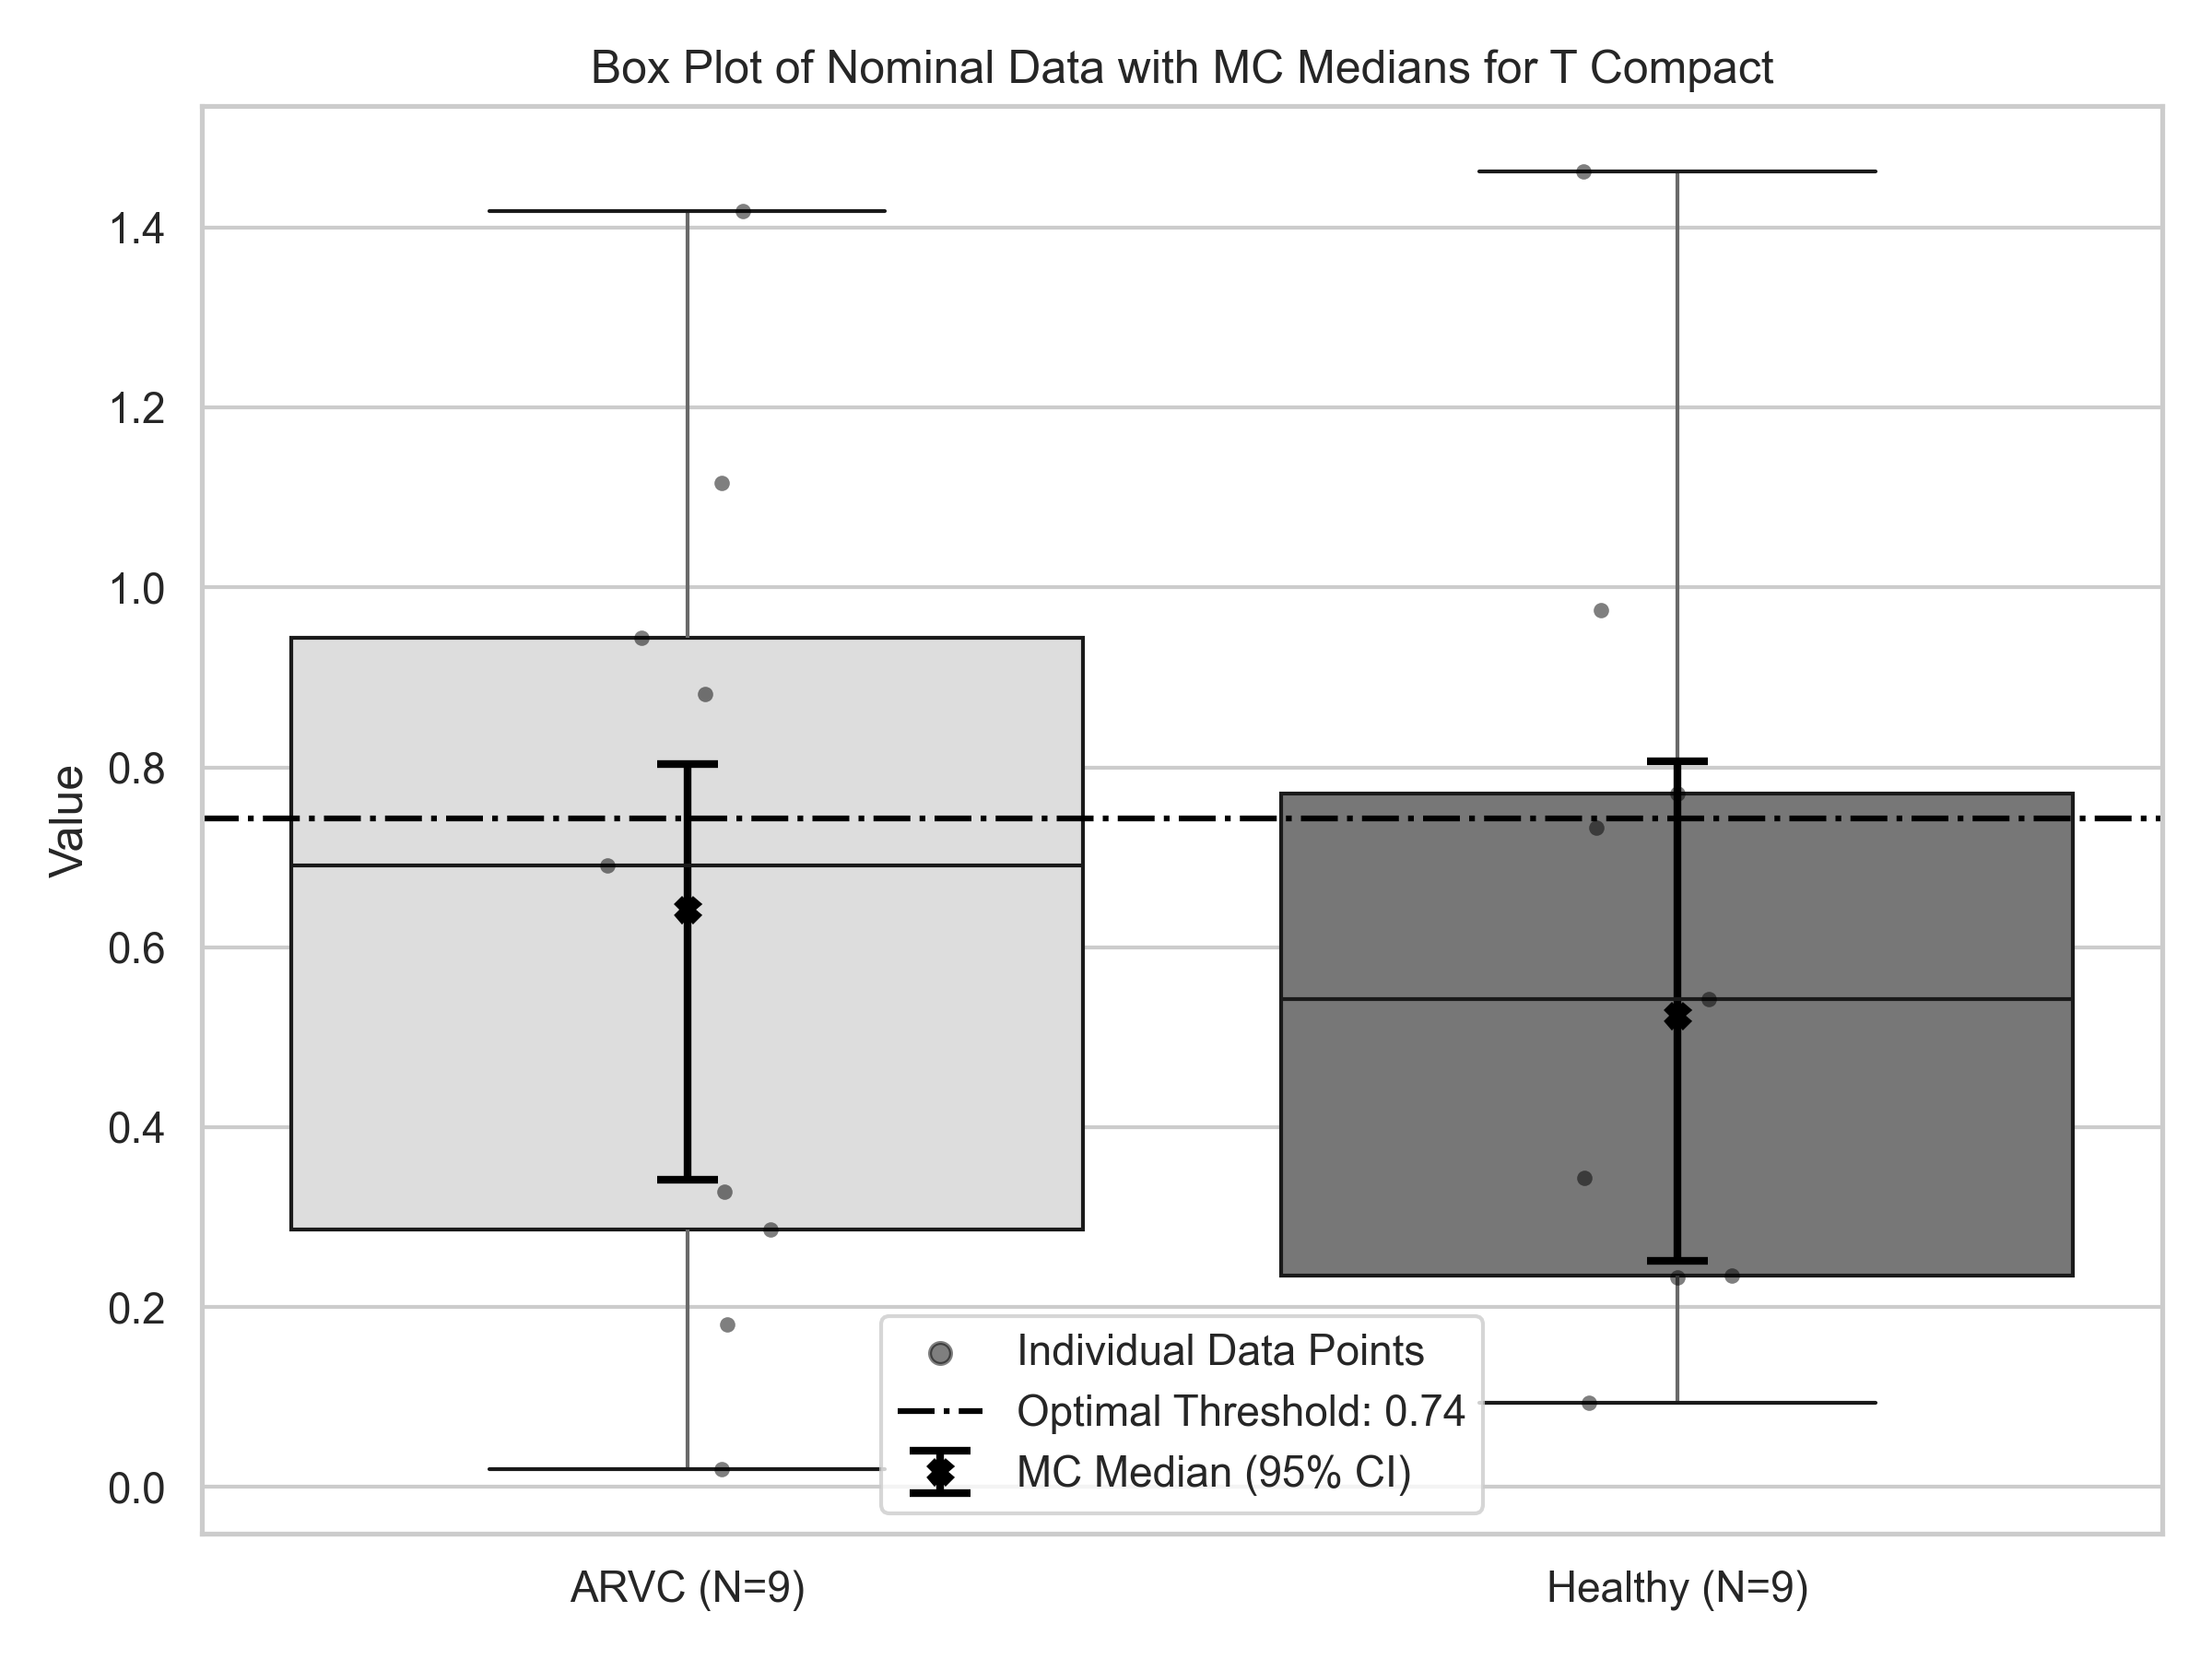 Box Plot of Nominal Data with MC Medians for T Compact
Value
1.4
1.2
1.0
0.8
0.6
0.4
0.2
0.0
Individual Data Points
Optimal Threshold: 0.74
MC Median (95% CI)
ARVC (N=9)
Healthy (N=9)